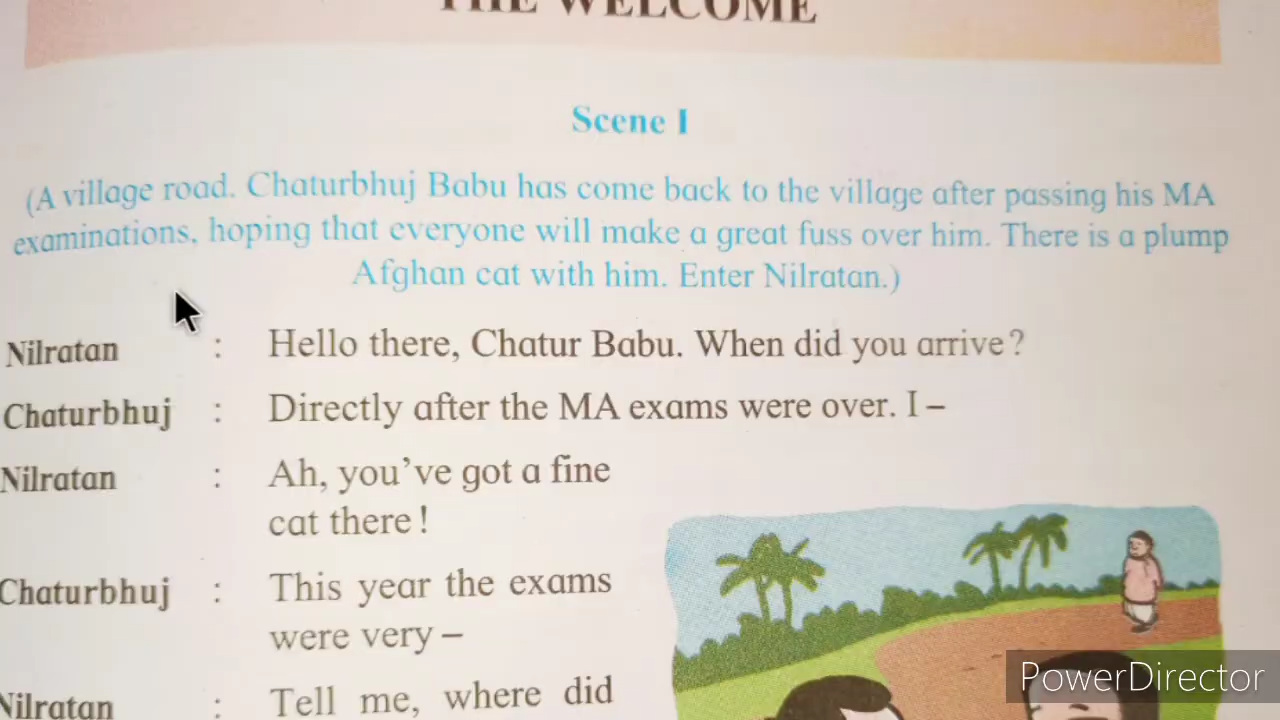 THE WELCOME
Scene I
(A village road. Chaturbhuj Babu has come back to the village after passing his MA
examinations, hoping that everyone will make a great fuss over him. There is a plump
Afghan cat with him. Enter Nilratan.)
Nilratan : Hello there, Chatur Babu. When did you arrive?
Chaturbhuj : Directly after the MA exams were over. I –
Nilratan : Ah, you've got a fine
cat there!
Chaturbhuj : This year the exams
were very –
Nilratan : Tell me, where did
PowerDirector